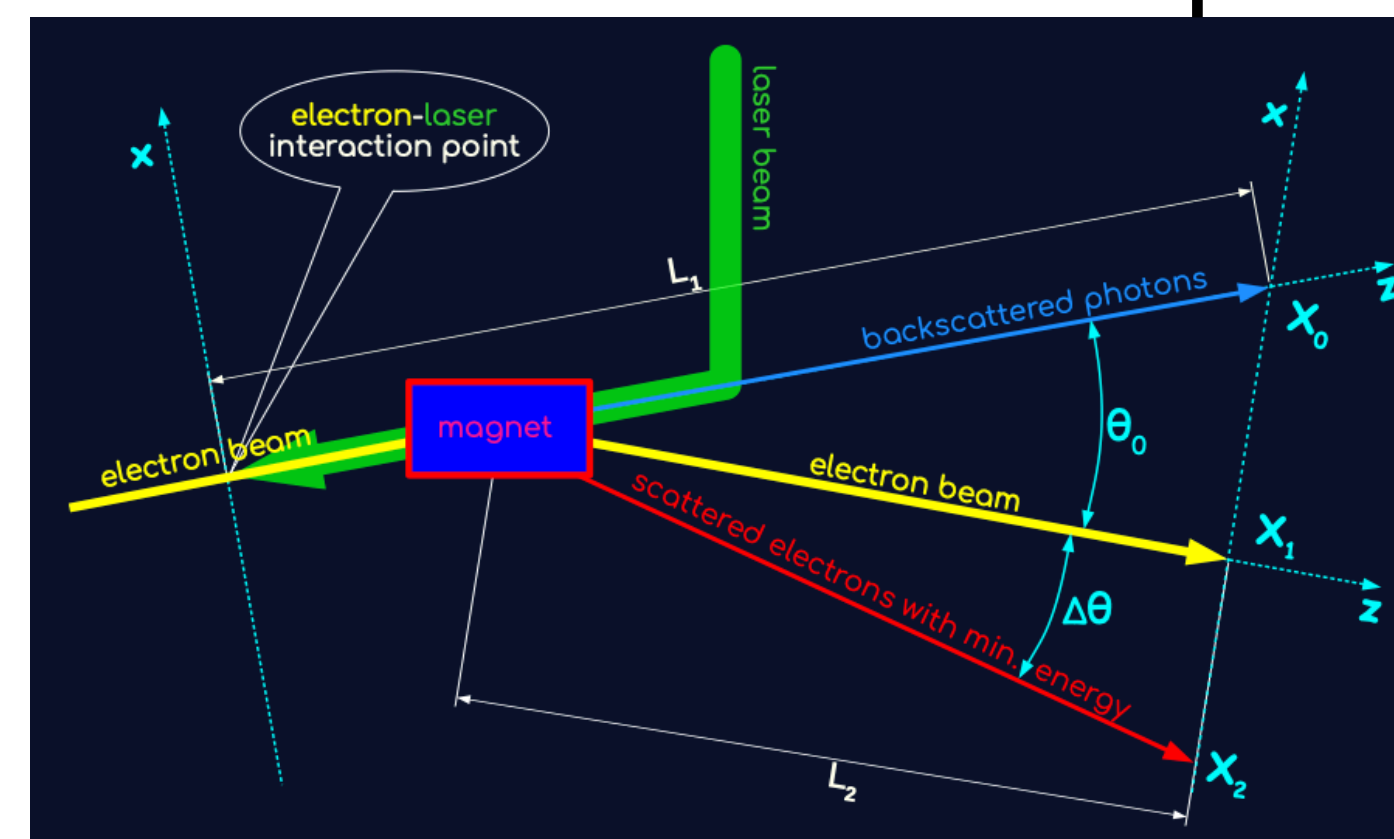 electron-laser
interaction point
laser beam
x
x
L₁
backscattered photons
z
X₀
electron beam
magnet
θ₀
electron beam
scattered electrons with min. energy
X₁
Δθ
z
L₂
X₂